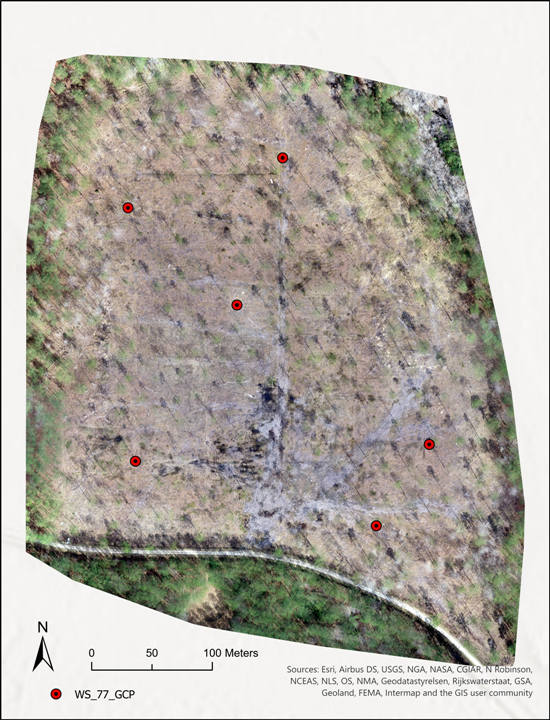 N
0 50 100 Meters
WS_77_GCP
Sources: Esri, Airbus DS, USGS, NGA, NASA, CGIAR, N Robinson,
NCEAS, NLS, OS, NMA, Geodatastyrelsen, Rijkswaterstaat, GSA,
Geoland, FEMA, Intermap and the GIS user community